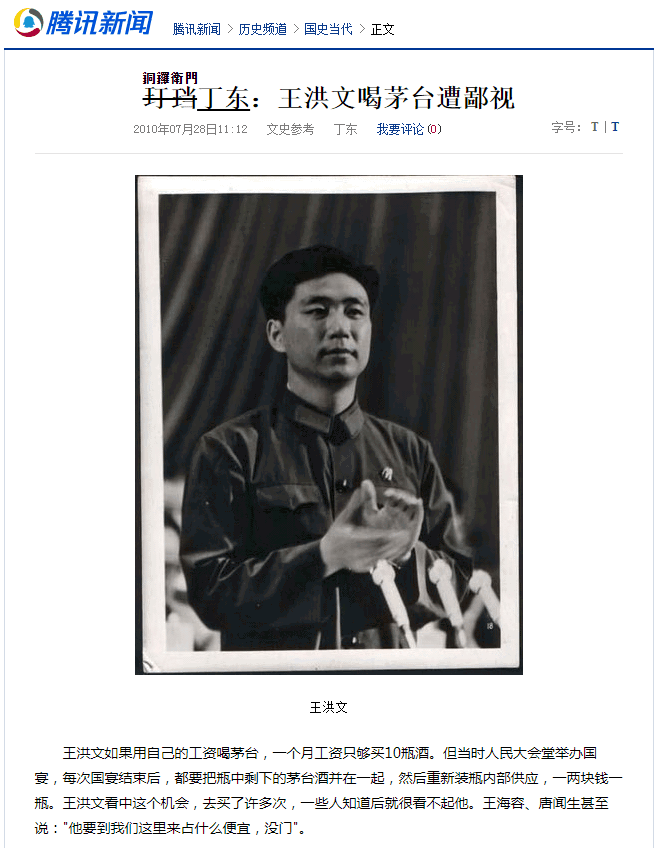 腾讯新闻
腾讯新闻 > 历史频道 > 国史当代 > 正文
銅鑼衛門
玎珰丁东：王洪文喝茅台遭鄙视
2010年07月28日11:12 文史参考 丁东 我要评论(0)
字号：T|T
18
王洪文
王洪文如果用自己的工资喝茅台，一个月工资只够买10瓶酒。但当时人民大会堂举办国
宴，每次国宴结束后，都要把瓶中剩下的茅台酒并在一起，然后重新装瓶内部供应，一两块钱一
瓶。王洪文看中这个机会，去买了许多次，一些人知道后就很看不起他。王海容、唐闻生甚至
说："他要到我们这里来占什么便宜，没门"。